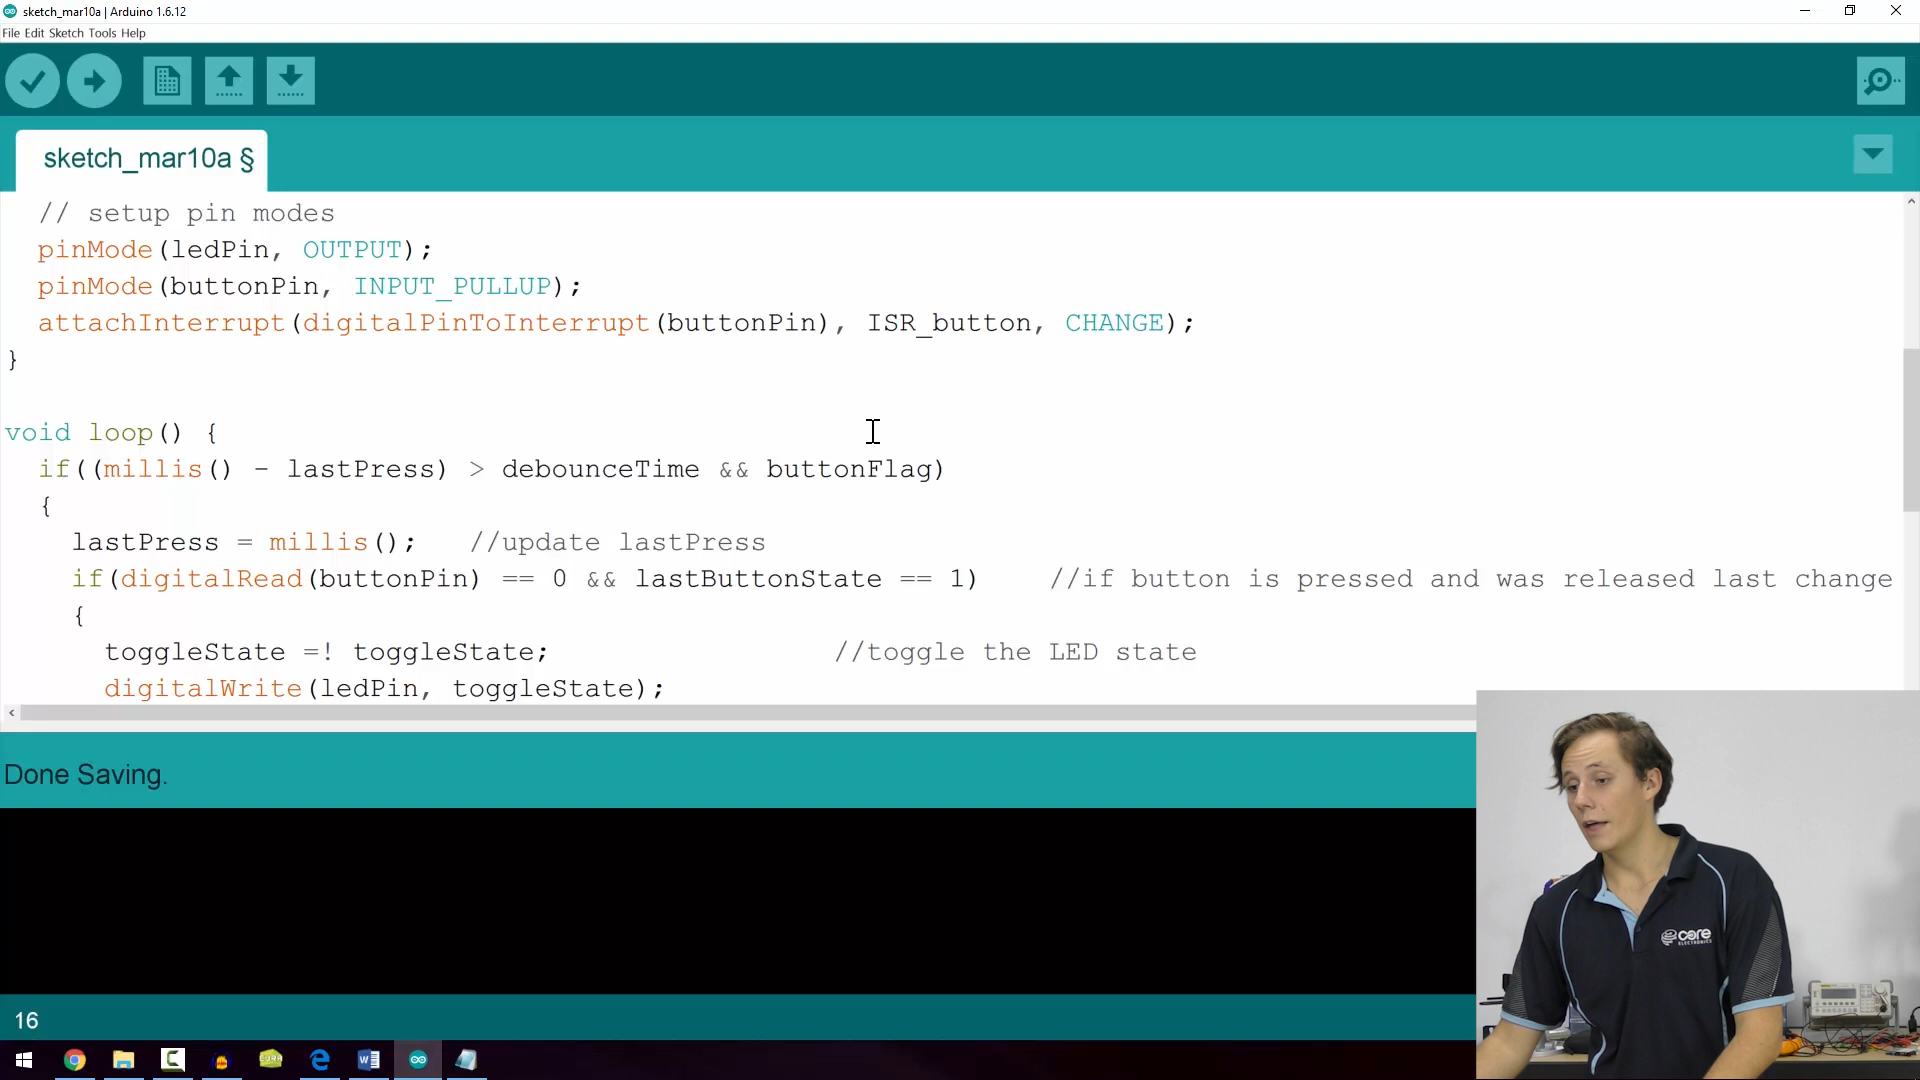 sketch_mar10a | Arduino 1.6.12
File Edit Sketch Tools Help
sketch_mar10a §
// setup pin modes
pinMode(ledPin, OUTPUT);
pinMode(buttonPin, INPUT_PULLUP);
attachInterrupt(digitalPinToInterrupt(buttonPin), ISR_button, CHANGE);
}
void loop() {
if((millis() - lastPress) > debounceTime && buttonFlag)
{
lastPress = millis();   //update lastPress
if(digitalRead(buttonPin) == 0 && lastButtonState == 1)    //if button is pressed and was released last change
{
toggleState =! toggleState;                 //toggle the LED state
digitalWrite(ledPin, toggleState);
Done Saving.
16
core
ELECTRONICS